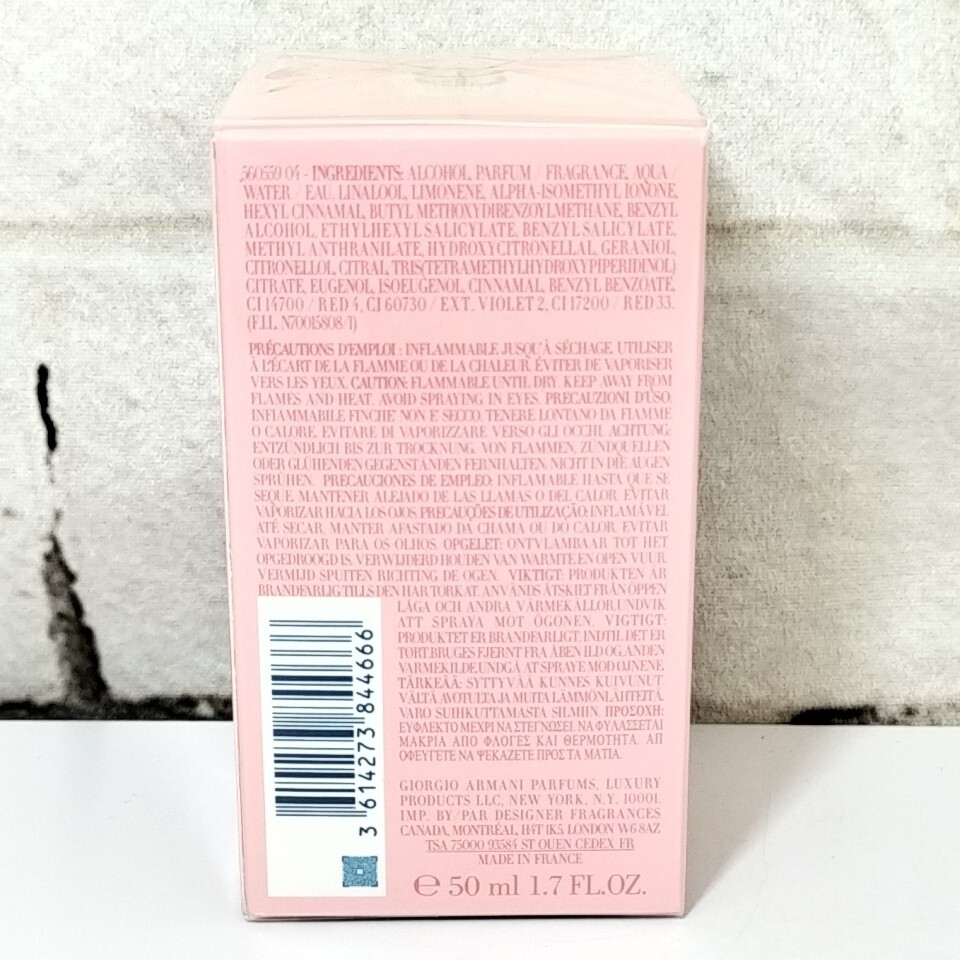 560559 04 - INGREDIENTS: ALCOHOL, PARFUM / FRAGRANCE, AQUA /
WATER / EAU, LINALOOL, LIMONENE, ALPHA-ISOMETHYL IONONE,
HEXYL CINNAMAL, BUTYL METHOXYDIBENZOYLMETHANE, BENZYL
ALCOHOL, ETHYLHEXYL SALICYLATE, BENZYL SALICYLATE,
METHYL ANTHRANILATE, HYDROXYCITRONELLAL, GERANIOL,
CITRONELLOL, CITRAL, TRIS(TETRAMETHYLHYDROXYPIPERIDINOL)
CITRATE, EUGENOL, ISOEUGENOL, CINNAMAL, BENZYL BENZOATE,
CI 14700 / RED 4, CI 60730 / EXT. VIOLET 2, CI 17200 / RED 33.
(F.I.L. N70015808/1)
PRÉCAUTIONS D'EMPLOI : INFLAMMABLE JUSQU'À SÉCHAGE. UTILISER
À L'ÉCART DE LA FLAMME OU DE LA CHALEUR. ÉVITER DE VAPORISER
VERS LES YEUX. CAUTION: FLAMMABLE UNTIL DRY. KEEP AWAY FROM
FLAMES AND HEAT. AVOID SPRAYING IN EYES. PRECAUZIONI D'USO.
INFIAMMABILE FINCHE' NON E' SECCO. TENERE LONTANO DA FIAMME
O CALORE. EVITARE DI VAPORIZZARE VERSO GLI OCCHI. ACHTUNG:
ENTZÜNDLICH BIS ZUR TROCKNUNG. VON FLAMMEN, ZÜNDQUELLEN
ODER GLÜHENDEN GEGENSTÄNDEN FERNHALTEN. NICHT IN DIE AUGEN
SPRÜHEN. PRECAUCIONES DE EMPLEO: INFLAMABLE HASTA QUE SE
SEQUE. MANTENER ALEJADO DE LAS LLAMAS O DEL CALOR. EVITAR
VAPORIZAR HACIA LOS OJOS. PRECAUÇÕES DE UTILIZAÇÃO: INFLAMÁVEL
ATÉ SECAR. MANTER AFASTADO DA CHAMA OU DO CALOR. EVITAR
VAPORIZAR PARA OS OLHOS. OPGELET: ONTVLAMBAAR TOT HET
OPGEDROOGD IS. VERWIJDERD HOUDEN VAN WARMTE EN OPEN VUUR.
VERMIJD SPUITEN RICHTING DE OGEN. VIKTIGT: PRODUKTEN ÄR
BRANDFARLIG TILLS DEN HAR TORKAT. ANVÄNDS ÅTSKILT FRÅN ÖPPEN
LÅGA OCH ANDRA VÄRMEKÄLLOR.UNDVIK
ATT SPRAYA MOT ÖGONEN. VIGTIGT:
PRODUKTET ER BRANDFARLIGT, INDTIL DET ER
TORT.BRUGES FJERNT FRA ÅBEN ILD OG ANDEN
VARMEKILDE.UNDGÅ AT SPRAYE MOD ØJNENE.
TÄRKEÄÄ: SYTTYVÄÄ KUNNES KUIVUNUT.
VÄLTÄ AVOTULTA JA MUITA LÄMMÖNLÄHTEITÄ.
VARO SUIHKUTTAMASTA SILMIIN. ΠΡΟΣΟΧΗ:
ΕΥΦΛΕΚΤΟ ΜΕΧΡΙ ΝΑ ΣΤΕΓΝΩΣΕΙ. ΝΑ ΦΥΛΑΣΣΕΤΑΙ
ΜΑΚΡΙΑ ΑΠΟ ΦΛΟΓΕΣ ΚΑΙ ΘΕΡΜΟΤΗΤΑ. ΑΠ
ΟΦΕΥΓΕΤΕ ΝΑ ΨΕΚΑΖΕΤΕ ΠΡΟΣ ΤΑ ΜΑΤΙΑ.
3 614273 844666
GIORGIO ARMANI PARFUMS, LUXURY
PRODUCTS LLC, NEW YORK, N.Y. 10001.
IMP. BY/PAR DESIGNER FRAGRANCES
CANADA, MONTRÉAL, H4T 1K5. LONDON W6 8AZ
TSA 75000 93584 ST OUEN CEDEX FR
MADE IN FRANCE
℮ 50 ml 1.7 FL.OZ.